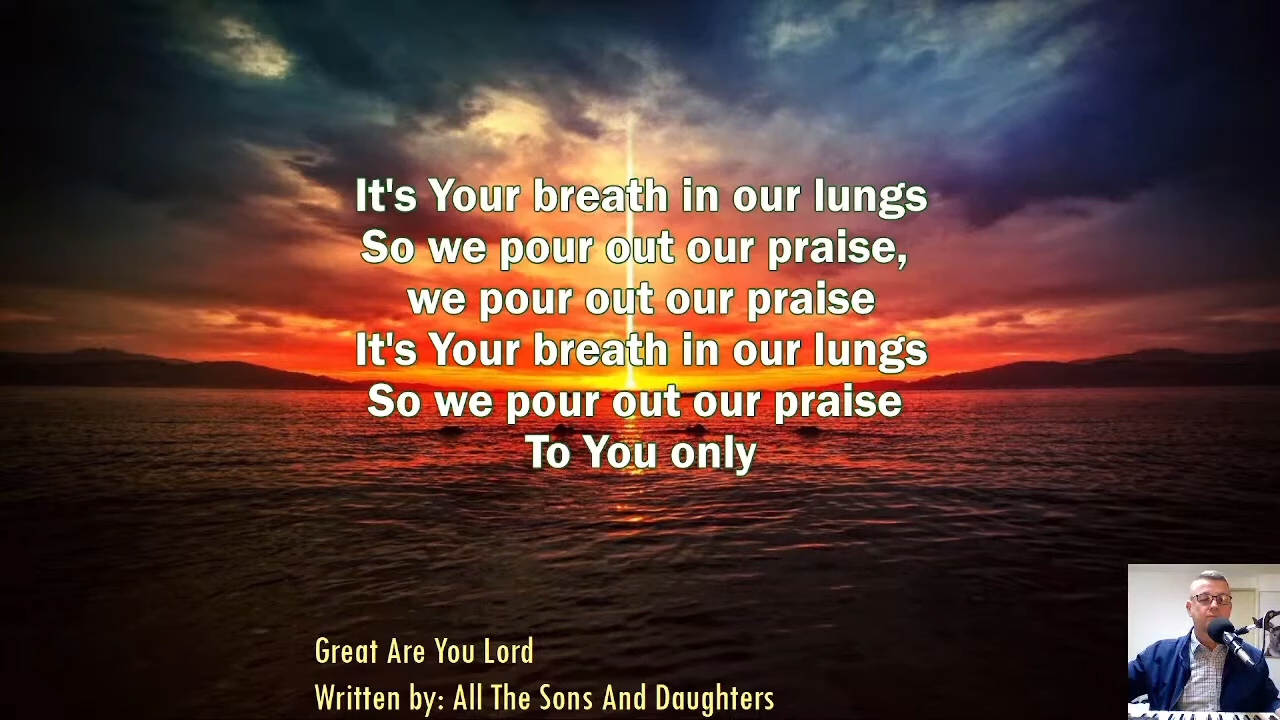 It's Your breath in our lungs
So we pour out our praise,
we pour out our praise
It's Your breath in our lungs
So we pour out our praise
To You only
Great Are You Lord
Written by: All The Sons And Daughters